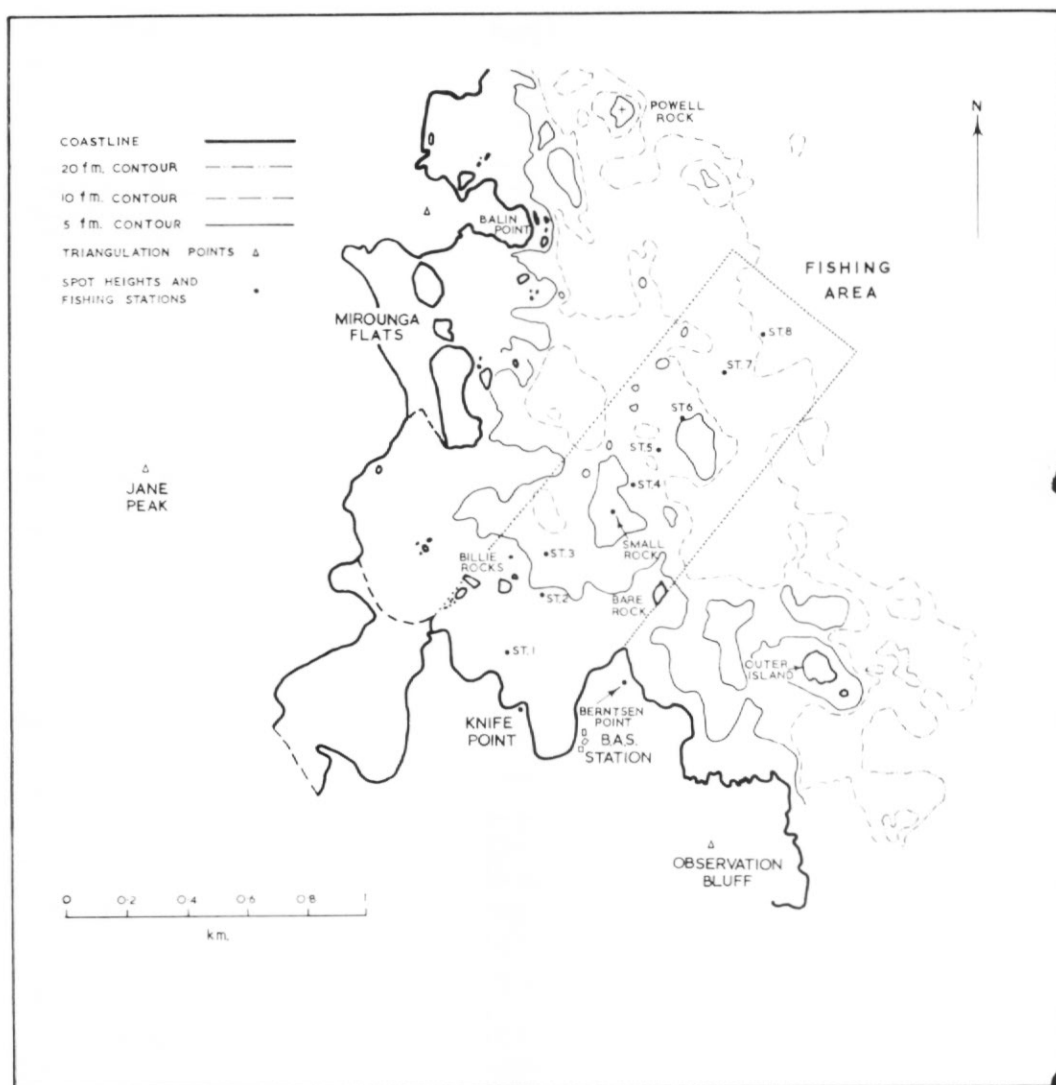 COASTLINE
20 fm. CONTOUR
10 fm. CONTOUR
5 fm. CONTOUR
TRIANGULATION POINTS
SPOT HEIGHTS AND
FISHING STATIONS
POWELL
ROCK
N
BALIN
POINT
FISHING
AREA
MIROUNGA
FLATS
ST.8
ST.7
ST6
ST.5
ST.4
JANE
PEAK
SMALL
ROCK
BILLIE
ROCKS
ST.3
ST.2
BARE
ROCK
ST.1
OUTER
ISLAND
KNIFE
POINT
BERNTSEN
POINT
B.A.S.
STATION
OBSERVATION
BLUFF
0 0·2 0·4 0·6 0·8 1
km.